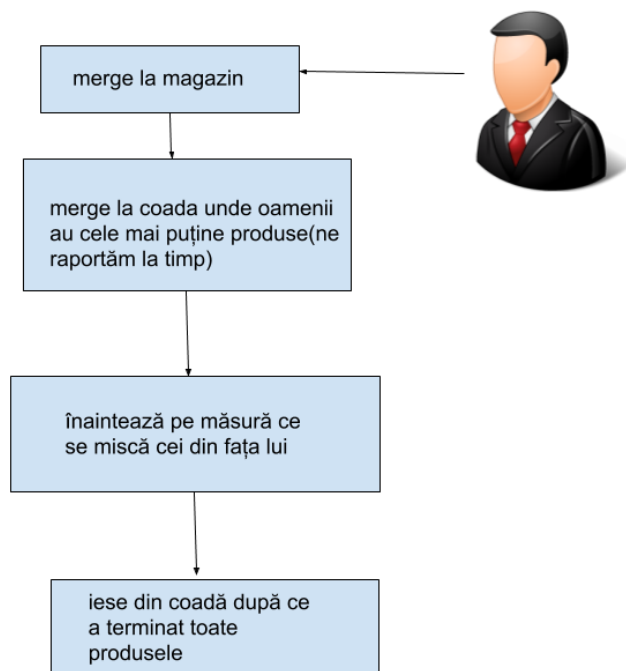 merge la magazin
merge la coada unde oamenii
au cele mai puține produse(ne
raportăm la timp)
înaintează pe măsură ce
se miscă cei din fața lui
iese din coadă după ce
a terminat toate
produsele